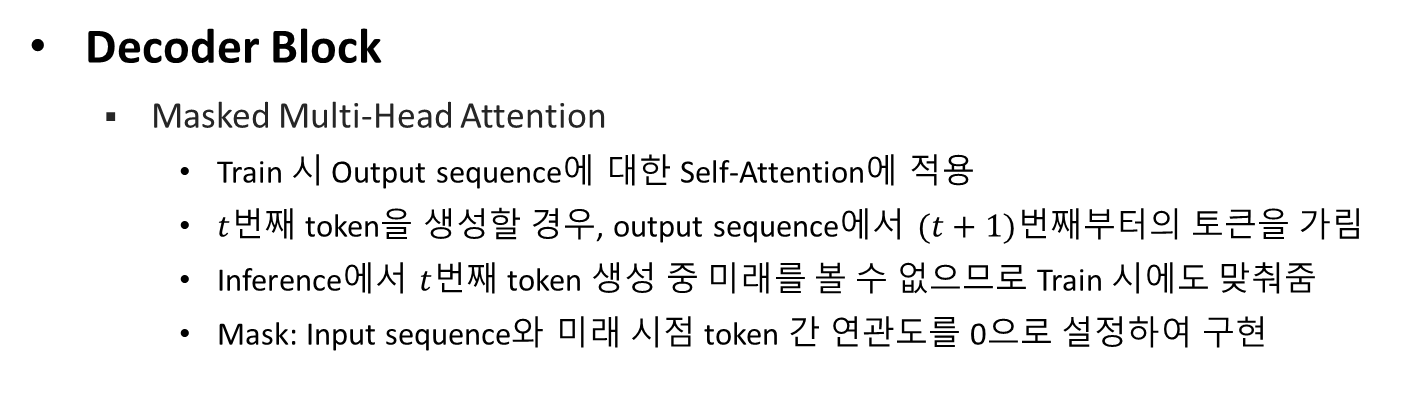 • Decoder Block
▪ Masked Multi-Head Attention
• Train 시 Output sequence에 대한 Self-Attention에 적용
• t번째 token을 생성할 경우, output sequence에서 (t + 1)번째부터의 토큰을 가림
• Inference에서 t번째 token 생성 중 미래를 볼 수 없으므로 Train 시에도 맞춰줌
• Mask: Input sequence와 미래 시점 token 간 연관도를 0으로 설정하여 구현